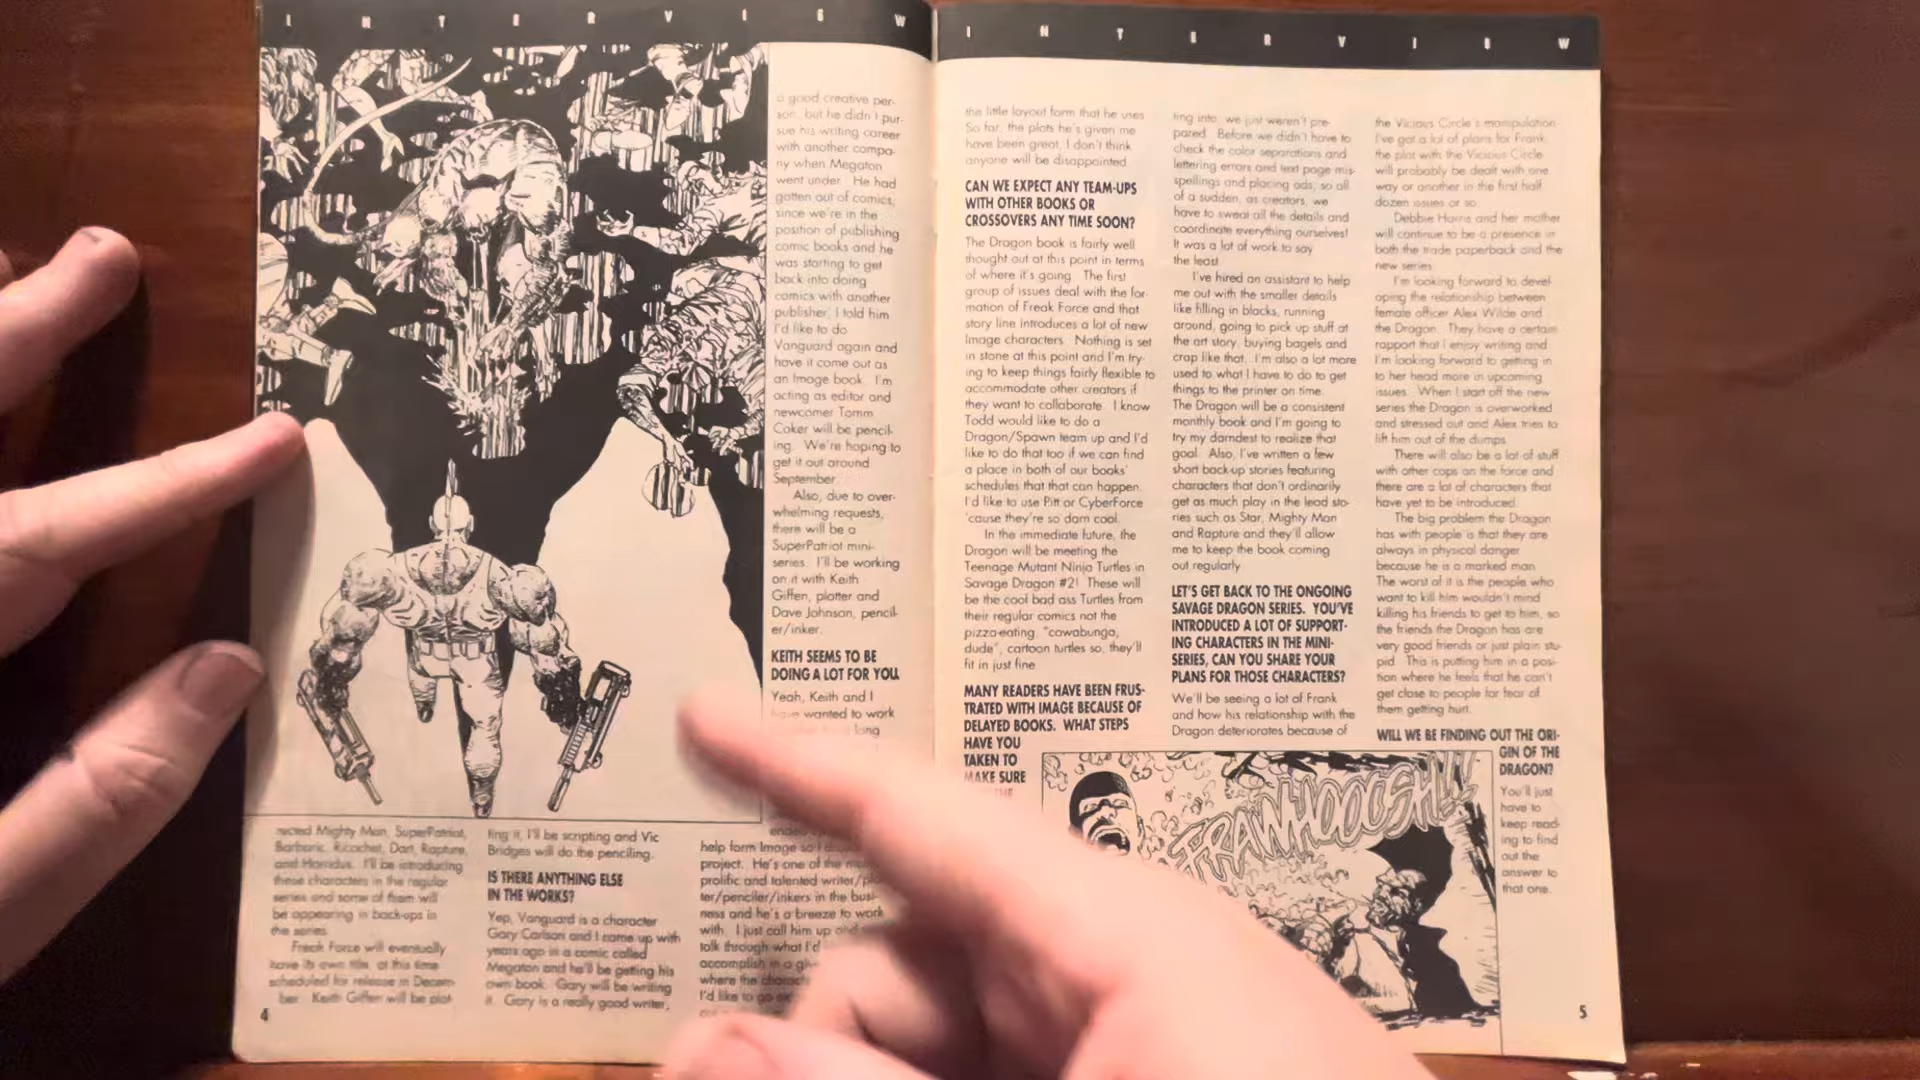 INTERVIEW
a good creative per-
son, but he didn't pur-
sue his writing career
with another compa-
ny when Megaton
went under. He had
gotten out of comics,
since we're in the
position of publishing
comic books and he
was starting to get
back into doing
comics with another
publisher, I told him
I'd like to do
Vanguard again and
have it come out as
an Image book. I'm
acting as editor and
newcomer Tomm
Coker will be pencil-
ing. We're hoping to
get it out around
September.
Also, due to over-
whelming requests,
there will be a
SuperPatriot mini-
series. I'll be working
on it with Keith
Giffen, plotter and
Dave Johnson, pencil-
er/inker.
KEITH SEEMS TO BE
DOING A LOT FOR YOU.
Yeah, Keith and I
have wanted to work
long
ructed Mighty Man, SuperPatriot,
Barbaric, Ricochet, Dart, Rapture,
and Horridus. I'll be introducing
these characters in the regular
series and some of them will
be appearing in back-ups in
the series.
Freak Force will eventually
have its own title, at this time
scheduled for release in Decem-
ber. Keith Giffen will be plot-
ting it, I'll be scripting and Vic
Bridges will do the penciling.
IS THERE ANYTHING ELSE
IN THE WORKS?
Yep, Vanguard is a character
Gary Carlson and I came up with
years ago in a comic called
Megaton and he'll be getting his
own book. Gary will be writing
it. Gary is a really good writer,
ended
help form Image so I
project. He's one of the
prolific and talented writer/plot-
ter/penciler/inkers in the busi-
ness and he's a breeze to work
with. I just call him up and
talk through what I'd
accomplish in a
where the
I'd like to go
4
INTERVIEW
the little layout form that he uses.
So far, the plots he's given me
have been great, I don't think
anyone will be disappointed.
CAN WE EXPECT ANY TEAM-UPS
WITH OTHER BOOKS OR
CROSSOVERS ANY TIME SOON?
The Dragon book is fairly well
thought out at this point in terms
of where it's going. The first
group of issues deal with the for-
mation of Freak Force and that
story line introduces a lot of new
Image characters. Nothing is set
in stone at this point and I'm try-
ing to keep things fairly flexible to
accommodate other creators if
they want to collaborate. I know
Todd would like to do a
Dragon/Spawn team up and I'd
like to do that too if we can find
a place in both of our books'
schedules that that can happen.
I'd like to use Pitt or CyberForce
'cause they're so darn cool.
In the immediate future, the
Dragon will be meeting the
Teenage Mutant Ninja Turtles in
Savage Dragon #2! These will
be the cool bad ass Turtles from
their regular comics not the
pizza-eating, "cowabunga,
dude", cartoon turtles so, they'll
fit in just fine.
MANY READERS HAVE BEEN FRUS-
TRATED WITH IMAGE BECAUSE OF
DELAYED BOOKS. WHAT STEPS
HAVE YOU
TAKEN TO
MAKE SURE
ting into, we just weren't pre-
pared. Before we didn't have to
check the color separations and
lettering errors and text page mis-
spellings and placing ads, so all
of a sudden, as creators, we
have to sweat all the details and
coordinate everything ourselves!
It was a lot of work to say
the least.
I've hired an assistant to help
me out with the smaller details
like filling in blacks, running
around, going to pick up stuff at
the art story, buying bagels and
crap like that. I'm also a lot more
used to what I have to do to get
things to the printer on time.
The Dragon will be a consistent
monthly book and I'm going to
try my darndest to realize that
goal. Also, I've written a few
short back-up stories featuring
characters that don't ordinarily
get as much play in the lead sto-
ries such as Star, Mighty Man
and Rapture and they'll allow
me to keep the book coming
out regularly.
LET'S GET BACK TO THE ONGOING
SAVAGE DRAGON SERIES. YOU'VE
INTRODUCED A LOT OF SUPPORT-
ING CHARACTERS IN THE MINI-
SERIES, CAN YOU SHARE YOUR
PLANS FOR THOSE CHARACTERS?
We'll be seeing a lot of Frank
and how his relationship with the
Dragon deteriorates because of
the Vicious Circle's manipulation.
I've got a lot of plans for Frank,
the plot with the Vicious Circle
will probably be dealt with one
way or another in the first half
dozen issues or so.
Debbie Harris and her mother
will continue to be a presence in
both the trade paperback and the
new series.
I'm looking forward to devel-
oping the relationship between
female officer Alex Wilde and
the Dragon. They have a certain
rapport that I enjoy writing and
I'm looking forward to getting in
to her head more in upcoming
issues. When I start off the new
series the Dragon is overworked
and stressed out and Alex tries to
lift him out of the dumps.
There will also be a lot of stuff
with other cops on the force and
there are a lot of characters that
have yet to be introduced.
The big problem the Dragon
has with people is that they are
always in physical danger
because he is a marked man.
The worst of it is the people who
want to kill him wouldn't mind
killing his friends to get to him, so
the friends the Dragon has are
very good friends or just plain stu-
pid. This is putting him in a posi-
tion where he feels that he can't
get close to people for fear of
them getting hurt.
WILL WE BE FINDING OUT THE ORI-
GIN OF THE
DRAGON?
You'll just
have to
keep read-
ing to find
out the
answer to
that one.
FRAWHOOOSH!!!
5